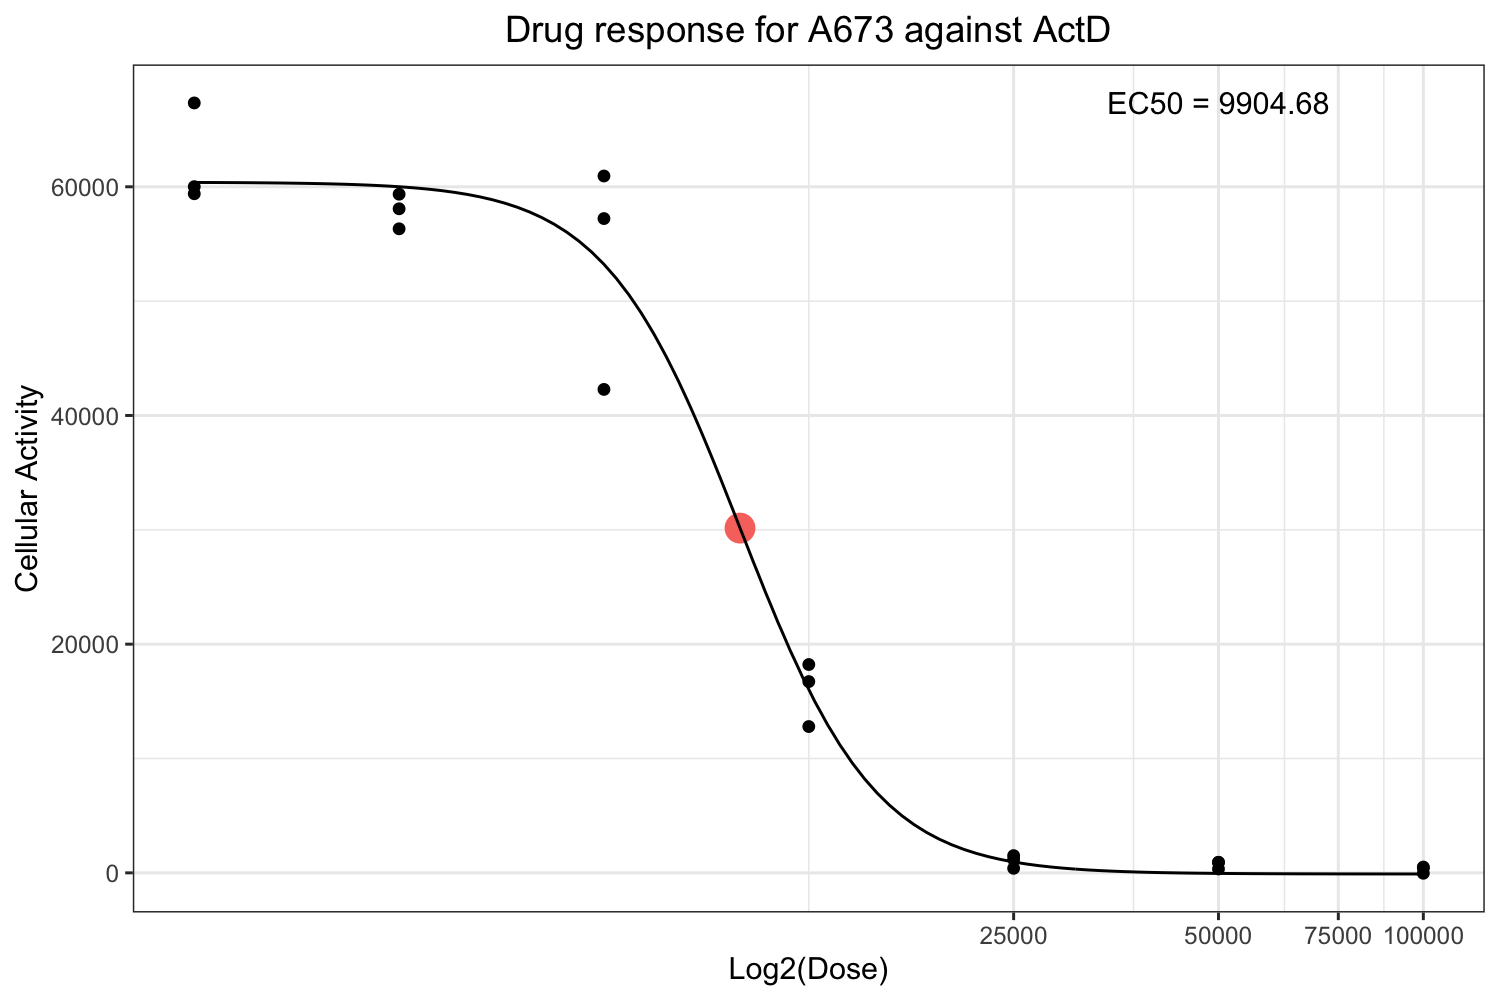 Drug response for A673 against ActD
EC50 = 9904.68
Cellular Activity
60000
40000
20000
0
25000 50000 75000 100000
Log2(Dose)